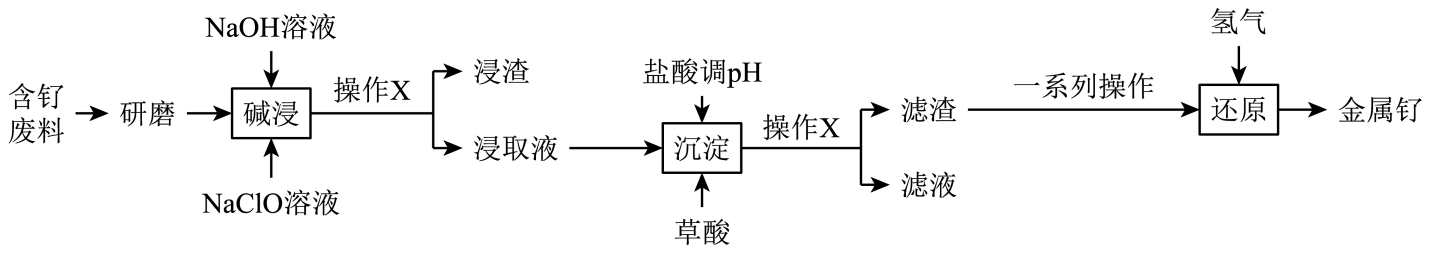 含钌
废料
研磨
NaOH溶液
碱浸
NaClO溶液
操作X
浸渣
浸取液
盐酸调pH
沉淀
草酸
操作X
滤渣
滤液
一系列操作
氢气
还原
金属钌